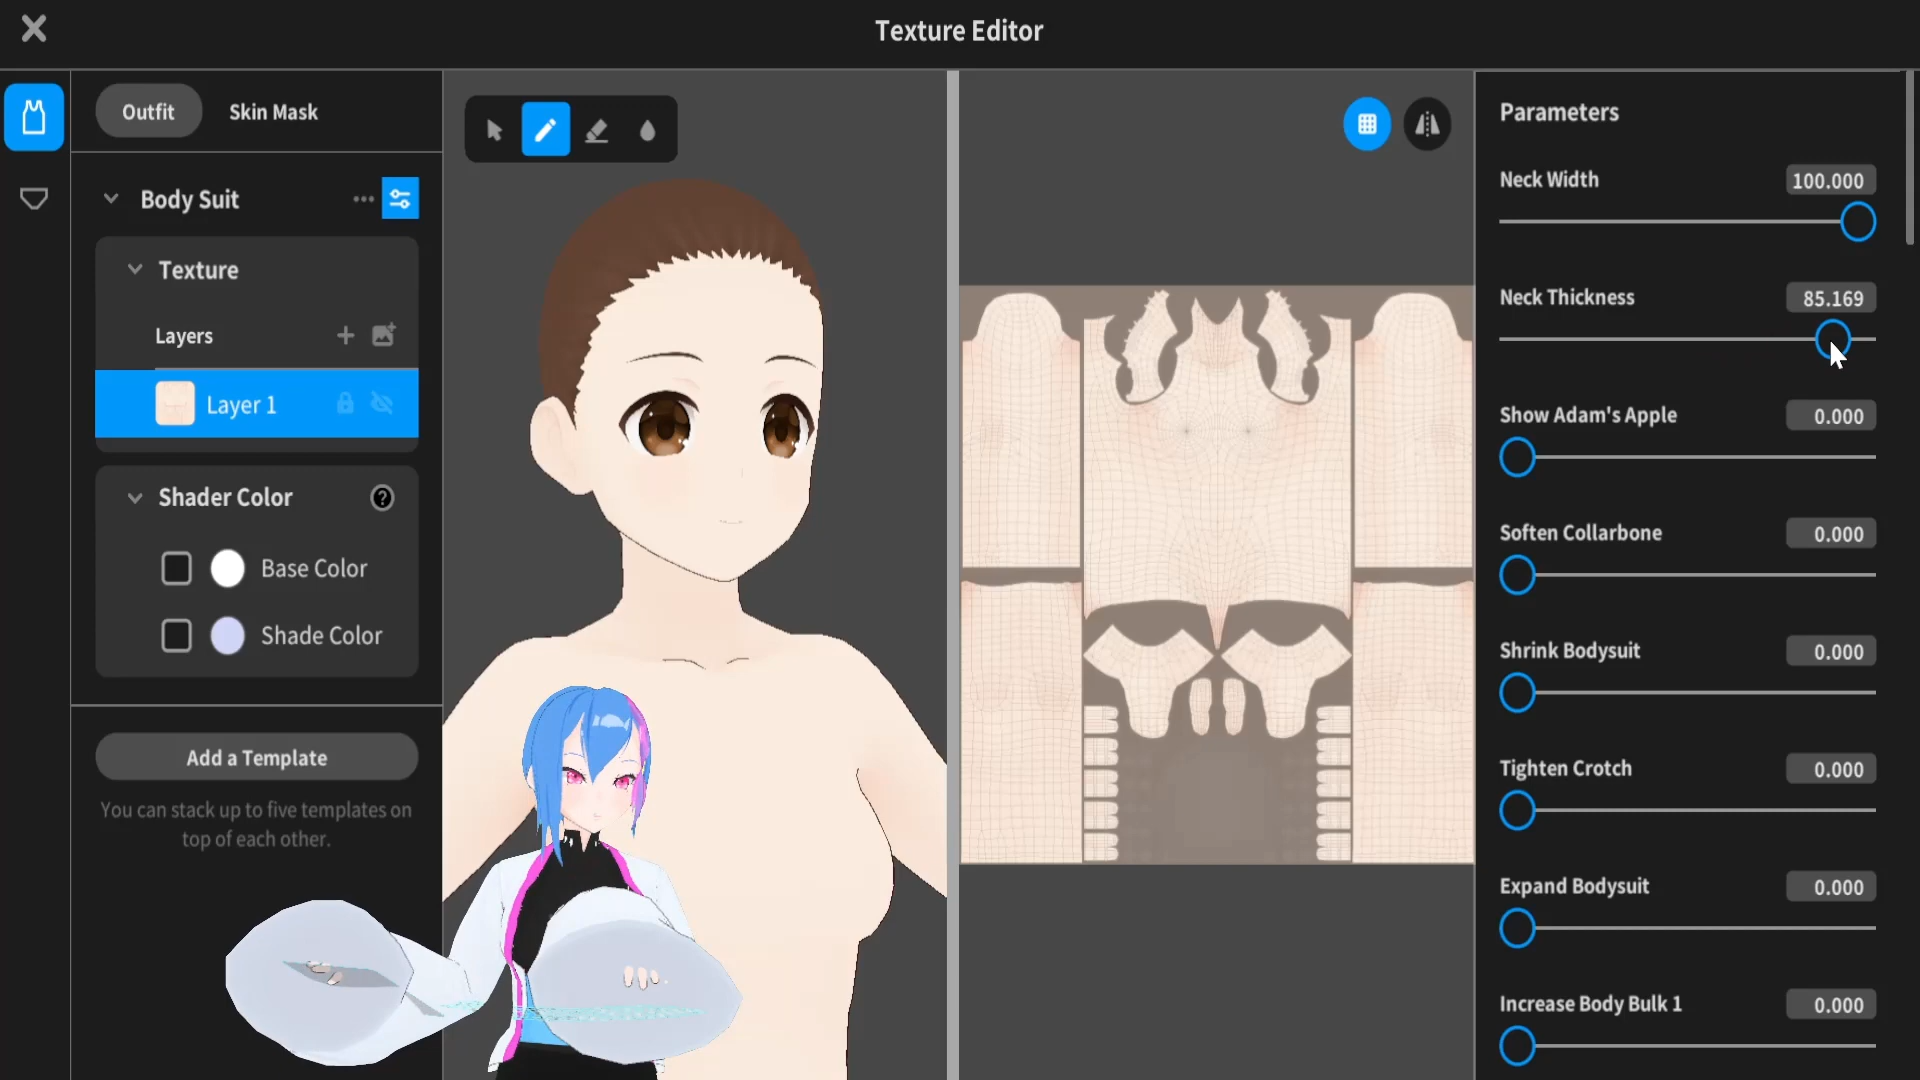 Texture Editor
Outfit
Skin Mask
Body Suit
Texture
Layers
Layer 1
Shader Color
?
Base Color
Shade Color
Add a Template
You can stack up to five templates on
top of each other.
Parameters
Neck Width
100.000
Neck Thickness
85.169
Show Adam's Apple
0.000
Soften Collarbone
0.000
Shrink Bodysuit
0.000
Tighten Crotch
0.000
Expand Bodysuit
0.000
Increase Body Bulk 1
0.000